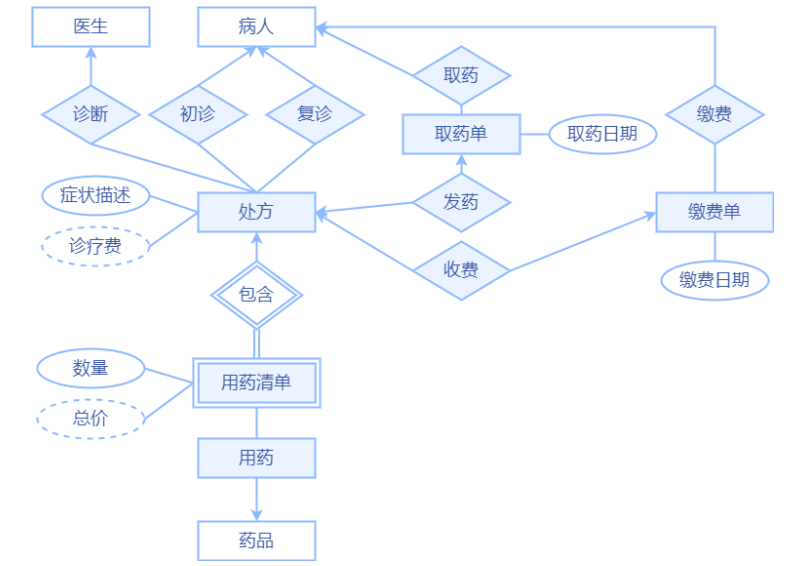 医生
病人
取药
诊断
初诊
复诊
缴费
取药单
取药日期
症状描述
处方
发药
缴费单
诊疗费
收费
缴费日期
包含
数量
用药清单
总价
用药
药品